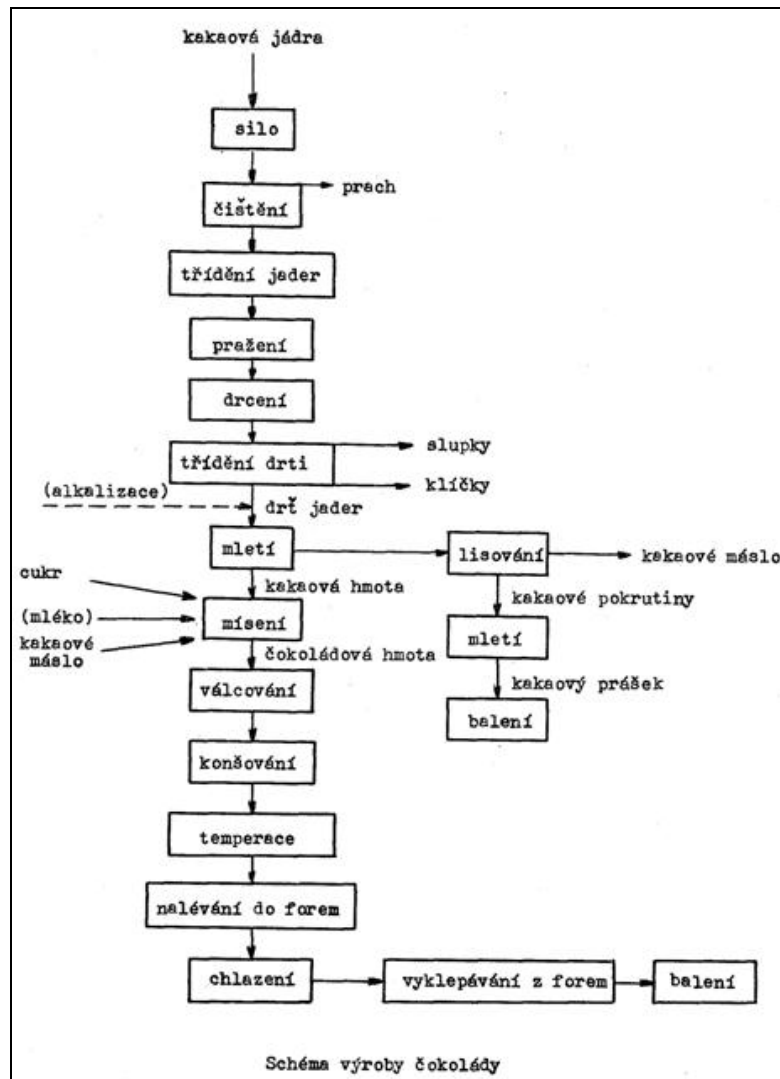 kakaová jádra
silo
prach
čištění
třídění jader
pražení
drcení
třídění drti
slupky
klíčky
(alkalizace)
drť jader
mletí
lisování
kakaové máslo
cukr
kakaová hmota
kakaové pokrutiny
(mléko)
mísení
mletí
kakaové
máslo
čokoládová hmota
kakaový prášek
válcování
balení
konšování
temperace
nalévání do forem
chlazení
vyklepávání z forem
balení
Schéma výroby čokolády